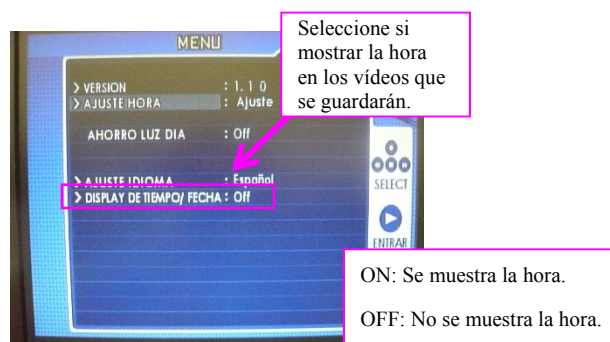 MENU
Seleccione si
mostrar la hora
en los vídeos que
se guardarán.
> VERSION : 1. 1 0
> AJUSTE HORA : Ajuste
AHORRO LUZ DIA : Off
> AJUSTE IDIOMA : Español
> DISPLAY DE TIEMPO/ FECHA : Off
SELECT
ENTRAR
ON: Se muestra la hora.
OFF: No se muestra la hora.